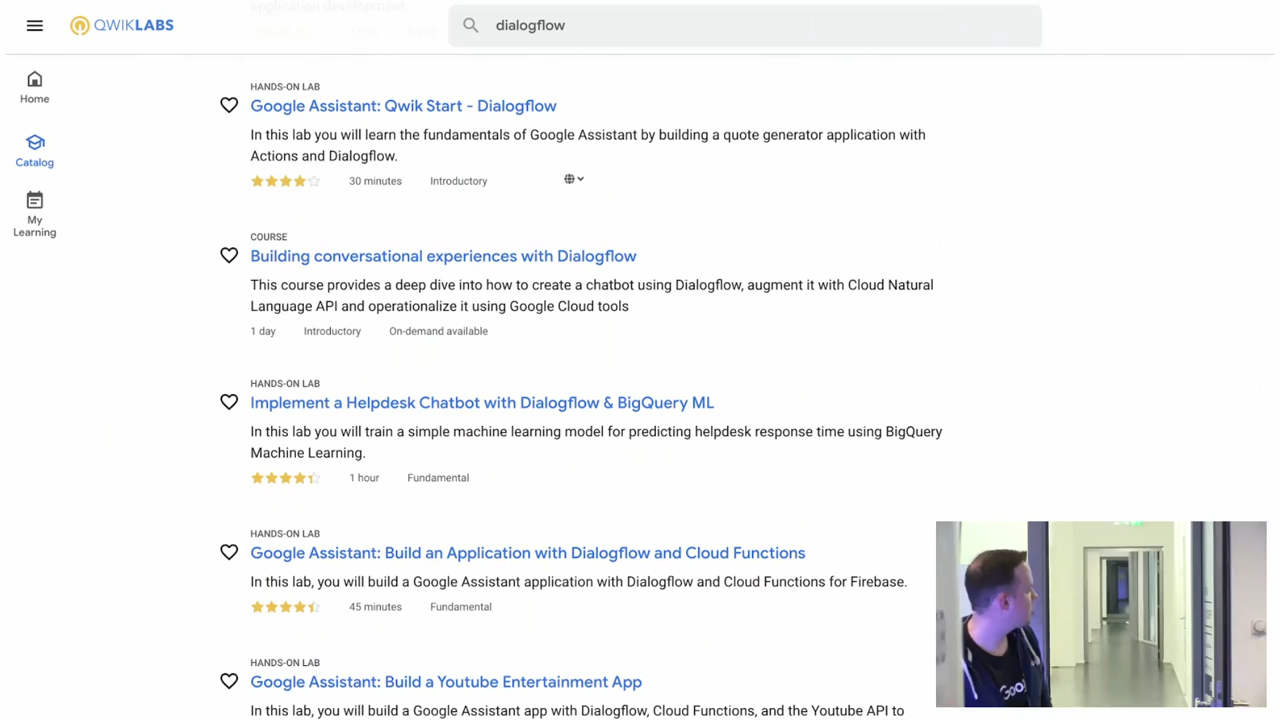 application development
QWIKLABS
dialogflow
Home
Catalog
My
Learning
HANDS-ON LAB
Google Assistant: Qwik Start - Dialogflow
In this lab you will learn the fundamentals of Google Assistant by building a quote generator application with
Actions and Dialogflow.
30 minutes Introductory
COURSE
Building conversational experiences with Dialogflow
This course provides a deep dive into how to create a chatbot using Dialogflow, augment it with Cloud Natural
Language API and operationalize it using Google Cloud tools
1 day Introductory On-demand available
HANDS-ON LAB
Implement a Helpdesk Chatbot with Dialogflow & BigQuery ML
In this lab you will train a simple machine learning model for predicting helpdesk response time using BigQuery
Machine Learning.
1 hour Fundamental
HANDS-ON LAB
Google Assistant: Build an Application with Dialogflow and Cloud Functions
In this lab, you will build a Google Assistant application with Dialogflow and Cloud Functions for Firebase.
45 minutes Fundamental
HANDS-ON LAB
Google Assistant: Build a Youtube Entertainment App
In this lab, you will build a Google Assistant app with Dialogflow, Cloud Functions, and the Youtube API to